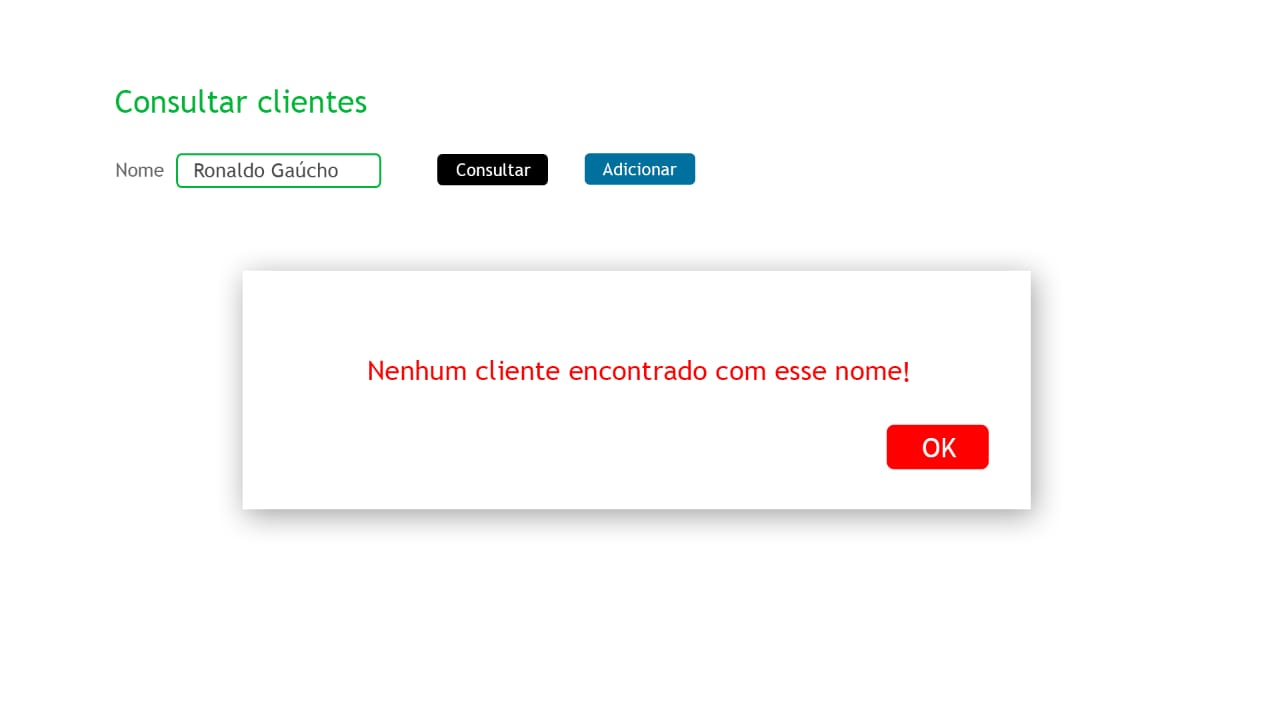 Consultar clientes
Nome Ronaldo Gaúcho Consultar Adicionar
Nenhum cliente encontrado com esse nome!
OK